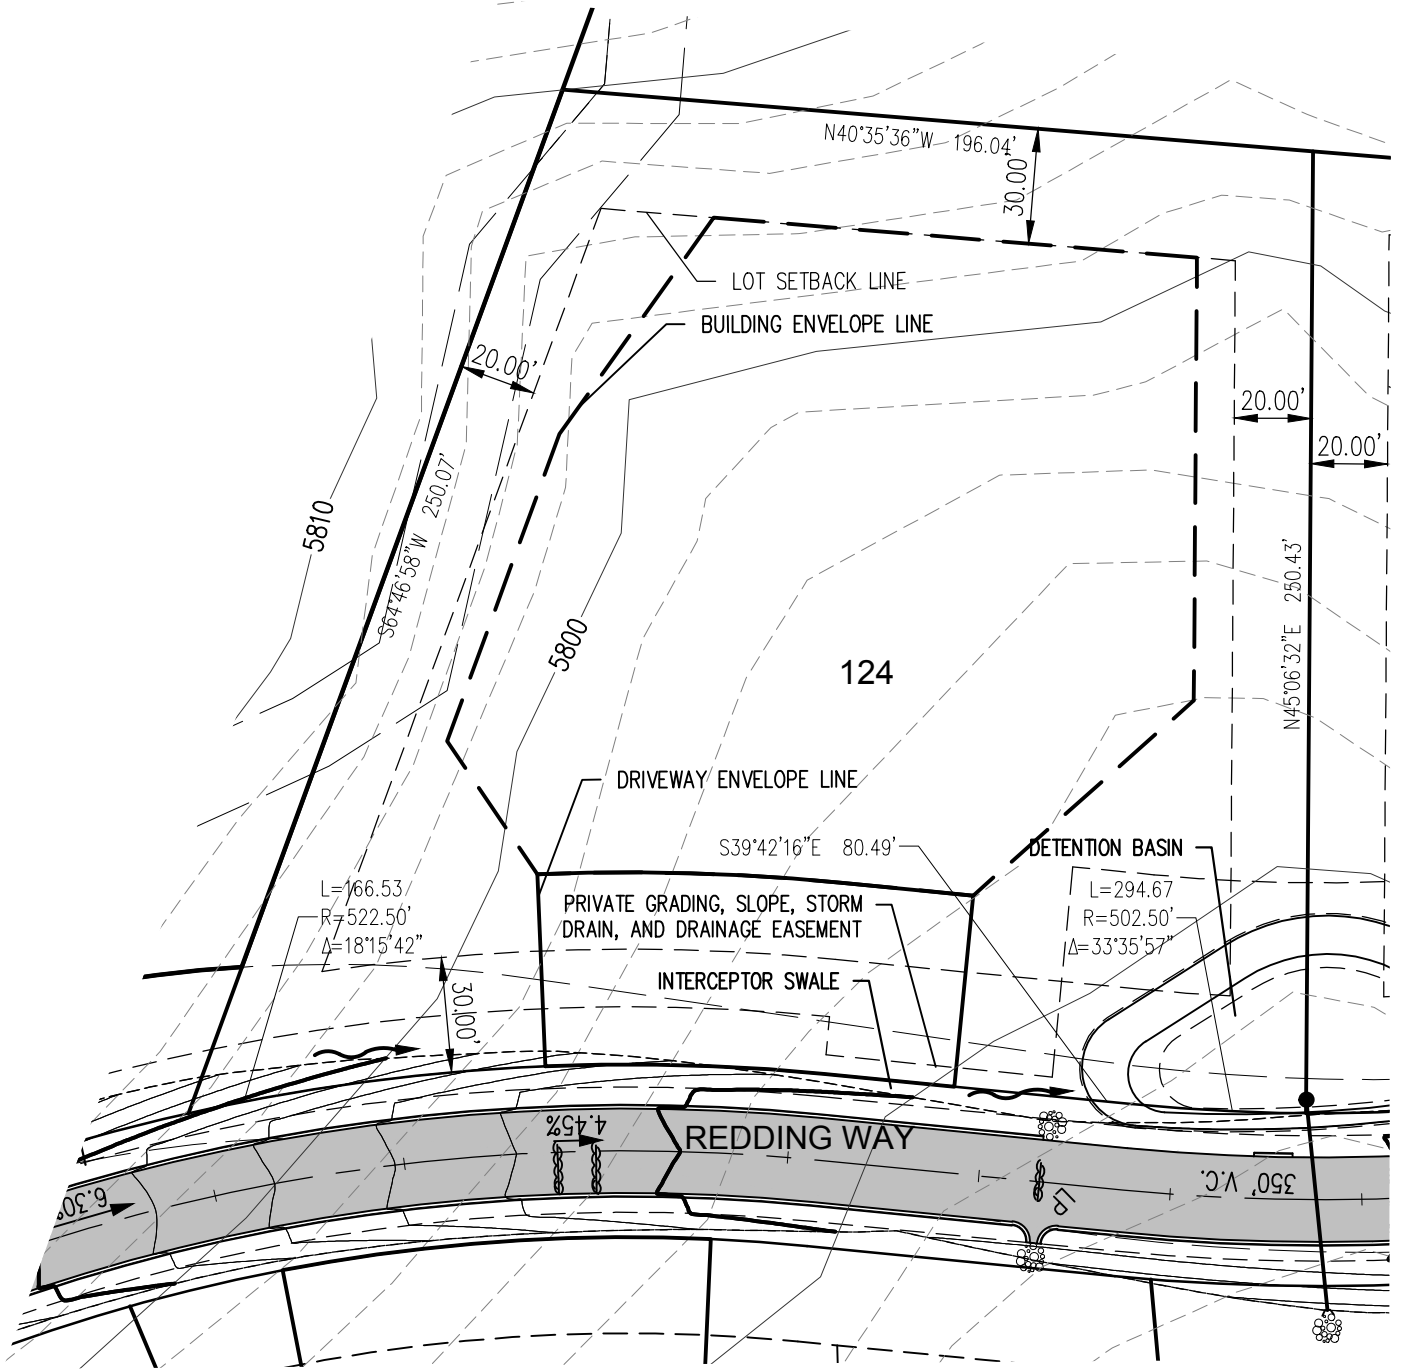 N40°35'36"W 196.04'
30.00'
LOT SETBACK LINE
BUILDING ENVELOPE LINE
20.00'
20.00'
20.00'
S64°46'58"W 250.07'
5810
5800
N45°06'32"E 250.43'
124
DRIVEWAY ENVELOPE LINE
S39°42'16"E 80.49'
DETENTION BASIN
L=166.53
R=522.50'
Δ=18°15'42"
PRIVATE GRADING, SLOPE, STORM
DRAIN, AND DRAINAGE EASEMENT
L=294.67
R=502.50'
Δ=33°35'57"
INTERCEPTOR SWALE
30.00'
4.45%
REDDING WAY
6.30%
350' V.C.
LP